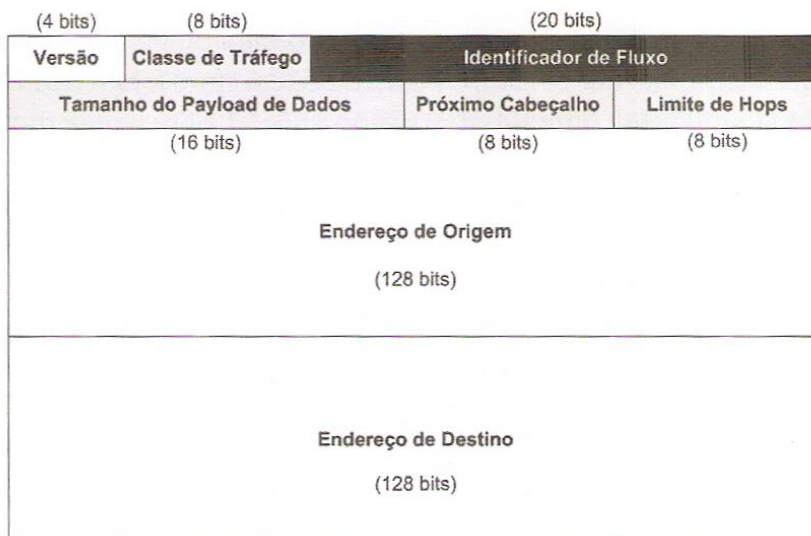 (4 bits) (8 bits) (20 bits)
Versão Classe de Tráfego Identificador de Fluxo
Tamanho do Payload de Dados Próximo Cabeçalho Limite de Hops
(16 bits) (8 bits) (8 bits)
Endereço de Origem
(128 bits)
Endereço de Destino
(128 bits)